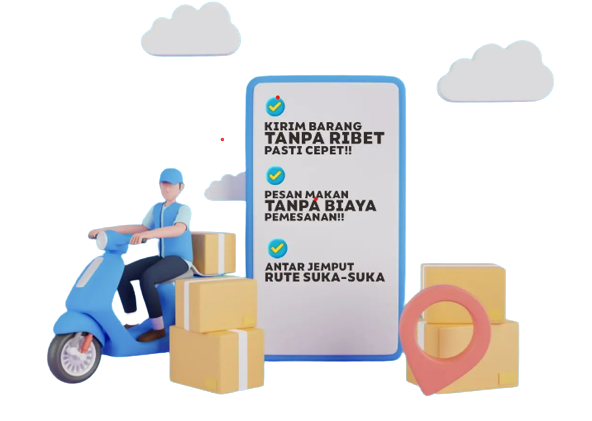 KIRIM BARANG
TANPA RIBET
PASTI CEPET!!
PESAN MAKAN
TANPA BIAYA
PEMESANAN!!
ANTAR JEMPUT
RUTE SUKA-SUKA